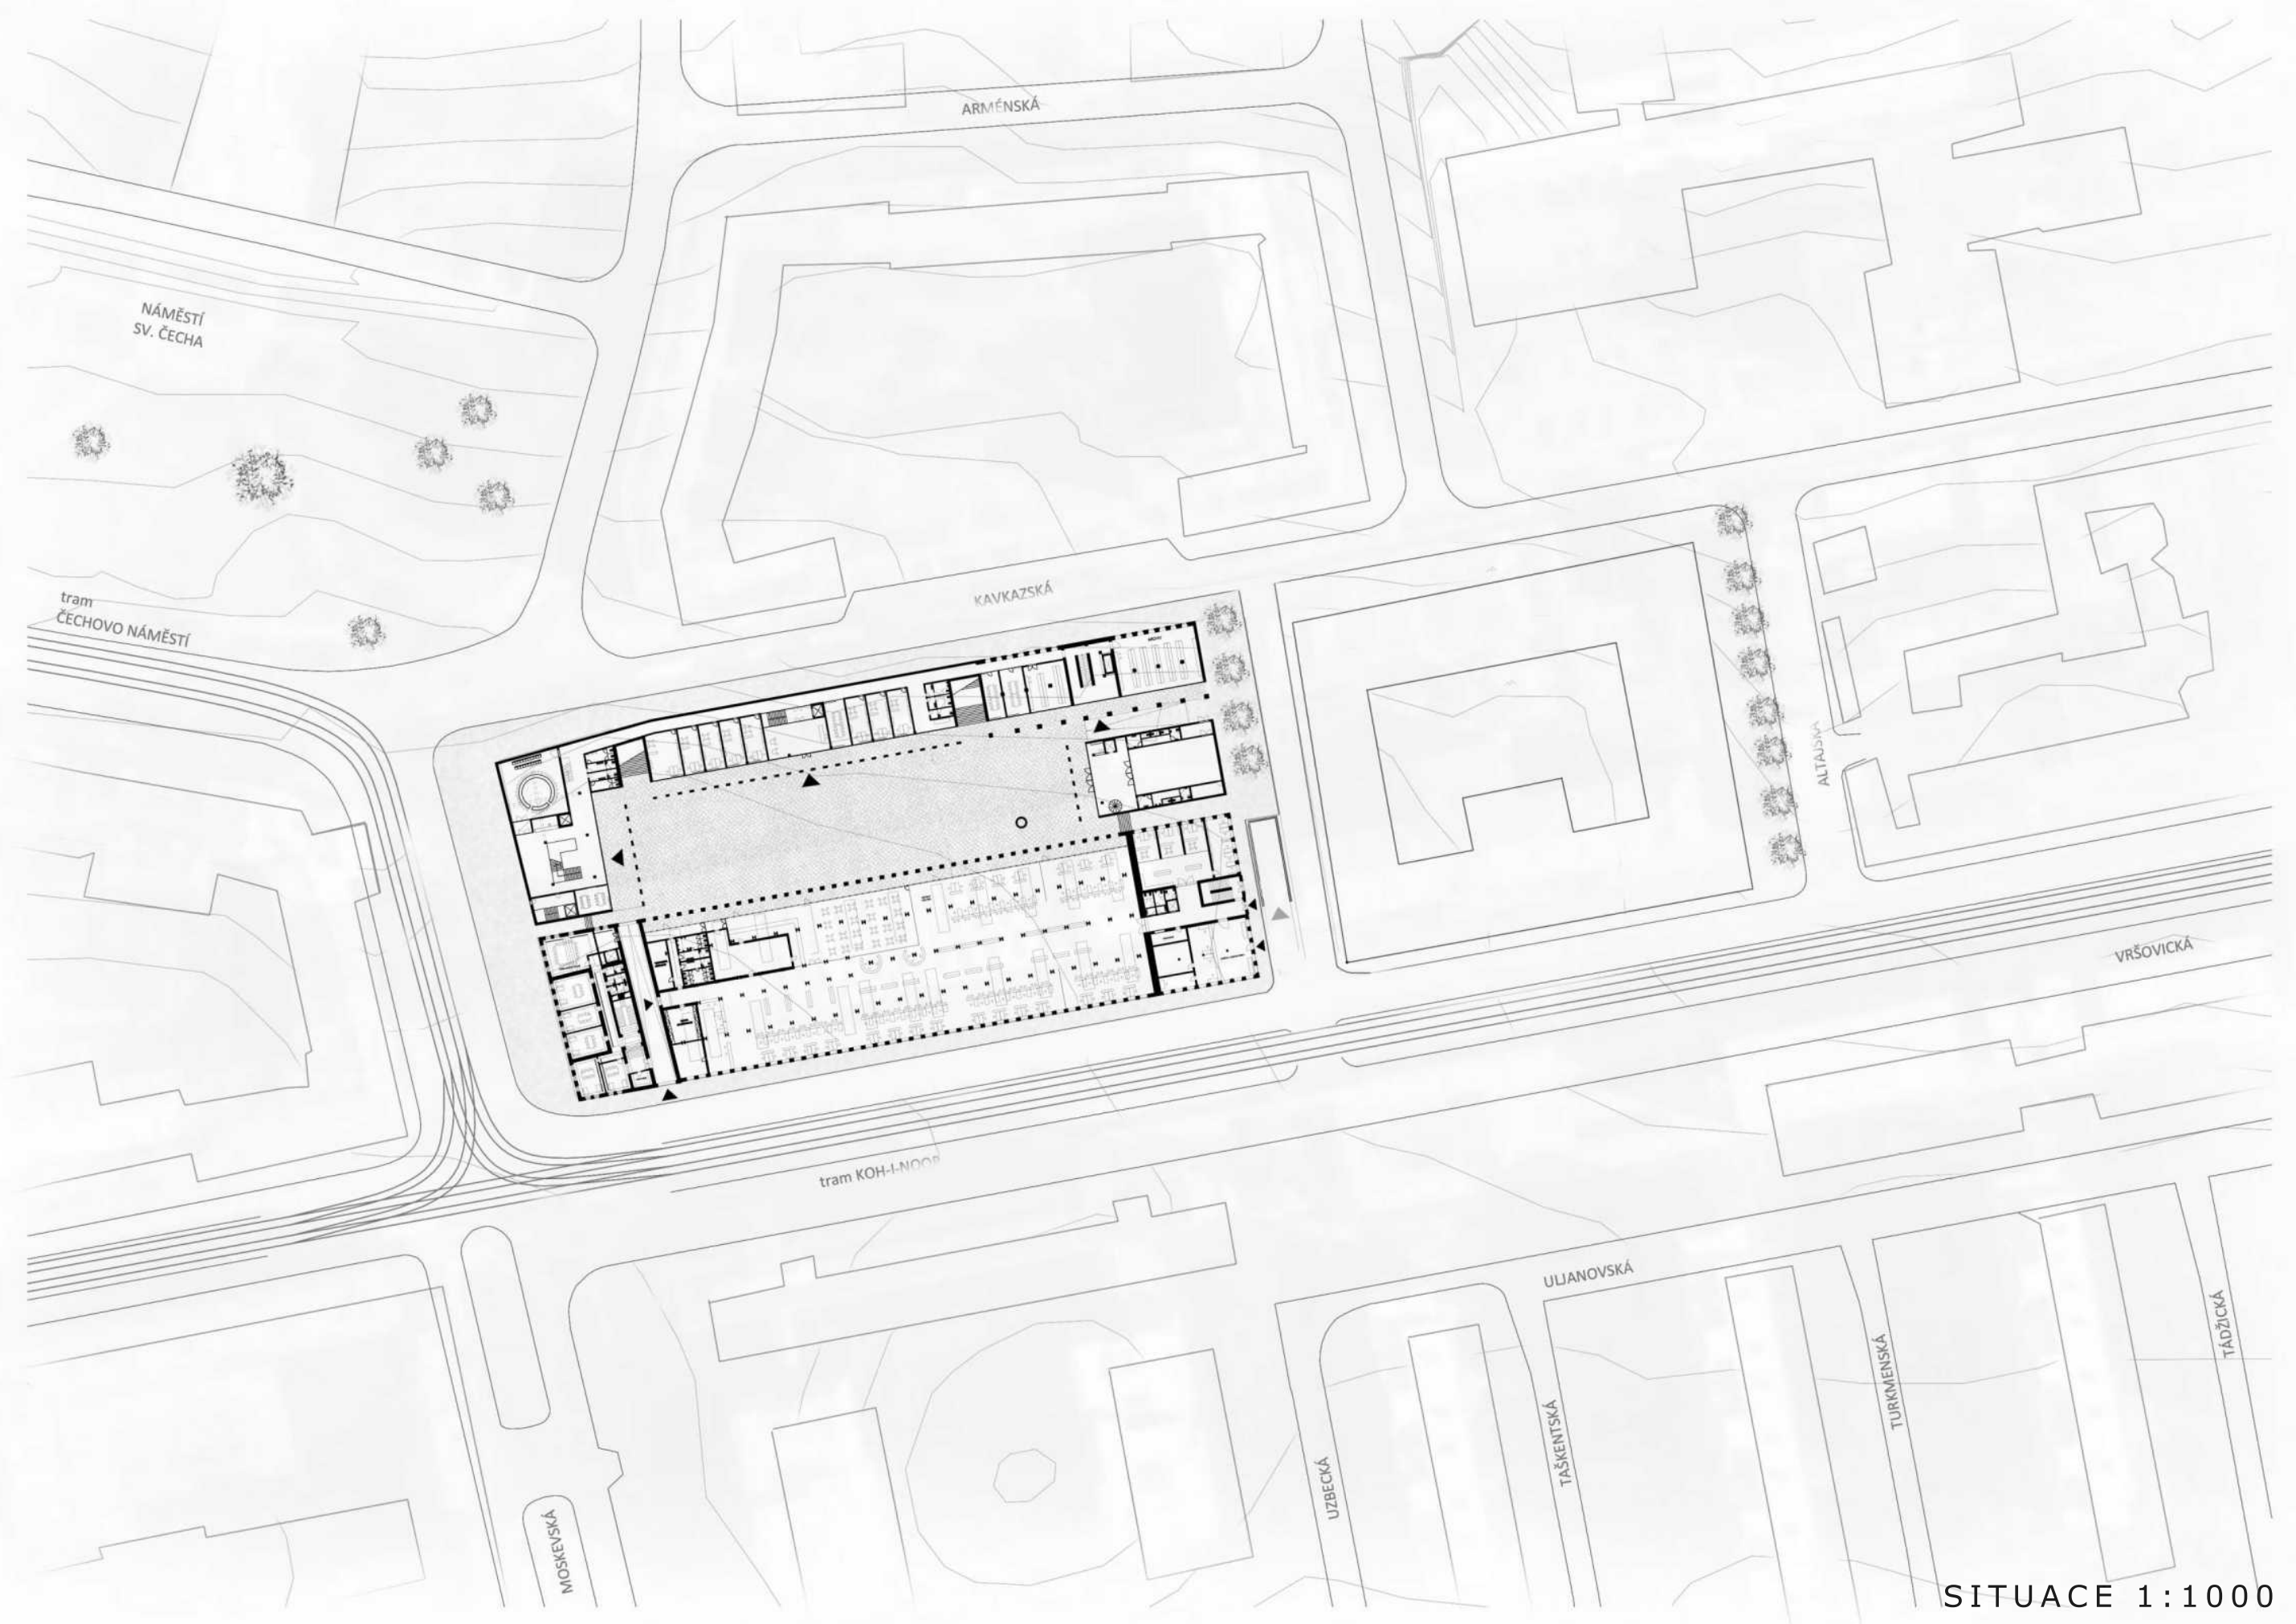 ARMÉNSKÁ
NÁMĚSTÍ
SV. ČECHA
KAVKAZSKÁ
tram
ČECHOVO NÁMĚSTÍ
ALTAJSKÁ
VRŠOVICKÁ
tram KOH-I-NOOR
ULJANOVSKÁ
TÁDŽICKÁ
TURKMENSKÁ
TAŠKENTSKÁ
UZBECKÁ
MOSKEVSKÁ
SITUACE 1:1000